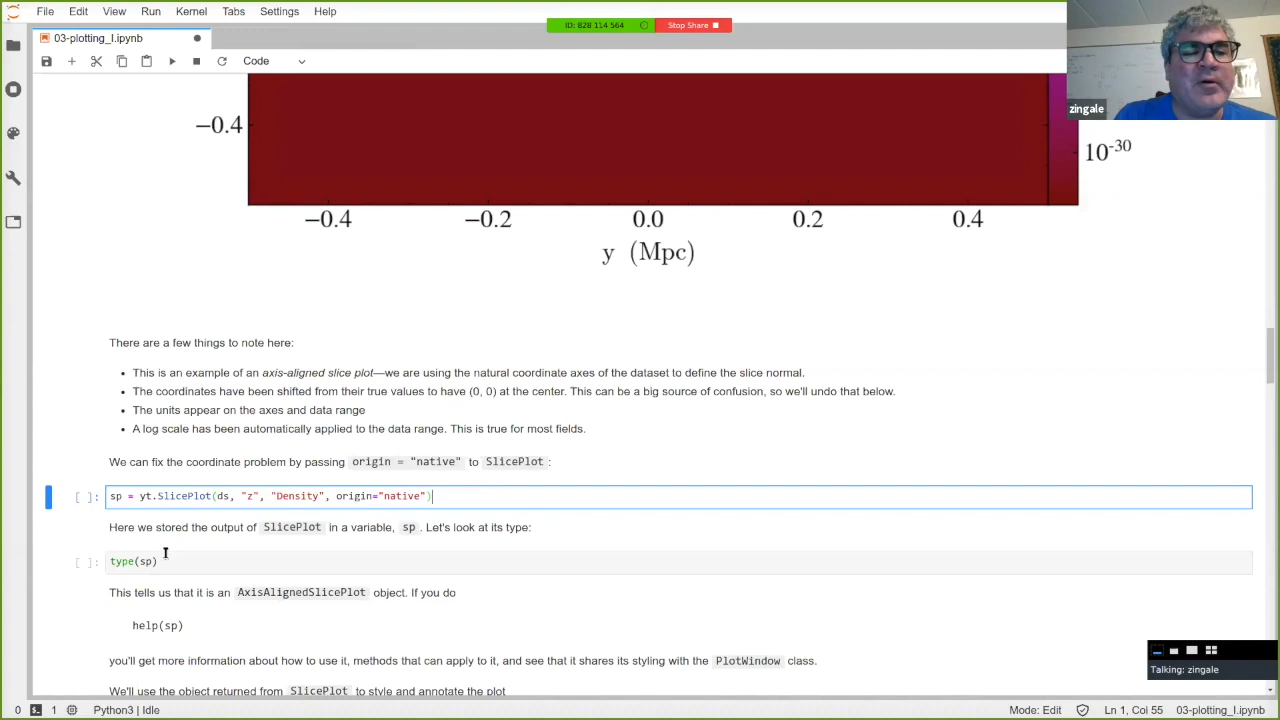 File Edit View Run Kernel Tabs Settings Help
ID: 828 114 564 Stop Share
03-plotting_I.ipynb
Code
zingale
−0.4
10-30
−0.4 −0.2 0.0 0.2 0.4
y (Mpc)
There are a few things to note here:
• This is an example of an axis-aligned slice plot—we are using the natural coordinate axes of the dataset to define the slice normal.
• The coordinates have been shifted from their true values to have (0, 0) at the center. This can be a big source of confusion, so we'll undo that below.
• The units appear on the axes and data range
• A log scale has been automatically applied to the data range. This is true for most fields.
We can fix the coordinate problem by passing origin = "native" to SlicePlot:
[ ]: sp = yt.SlicePlot(ds, "z", "Density", origin="native")
Here we stored the output of SlicePlot in a variable, sp. Let's look at its type:
[ ]: type(sp)
This tells us that it is an AxisAlignedSlicePlot object. If you do
help(sp)
you'll get more information about how to use it, methods that can apply to it, and see that it shares its styling with the PlotWindow class.
Talking: zingale
We'll use the object returned from SlicePlot to style and annotate the plot
0 1 Python3 | Idle Mode: Edit Ln 1, Col 55 03-plotting_I.ipynb